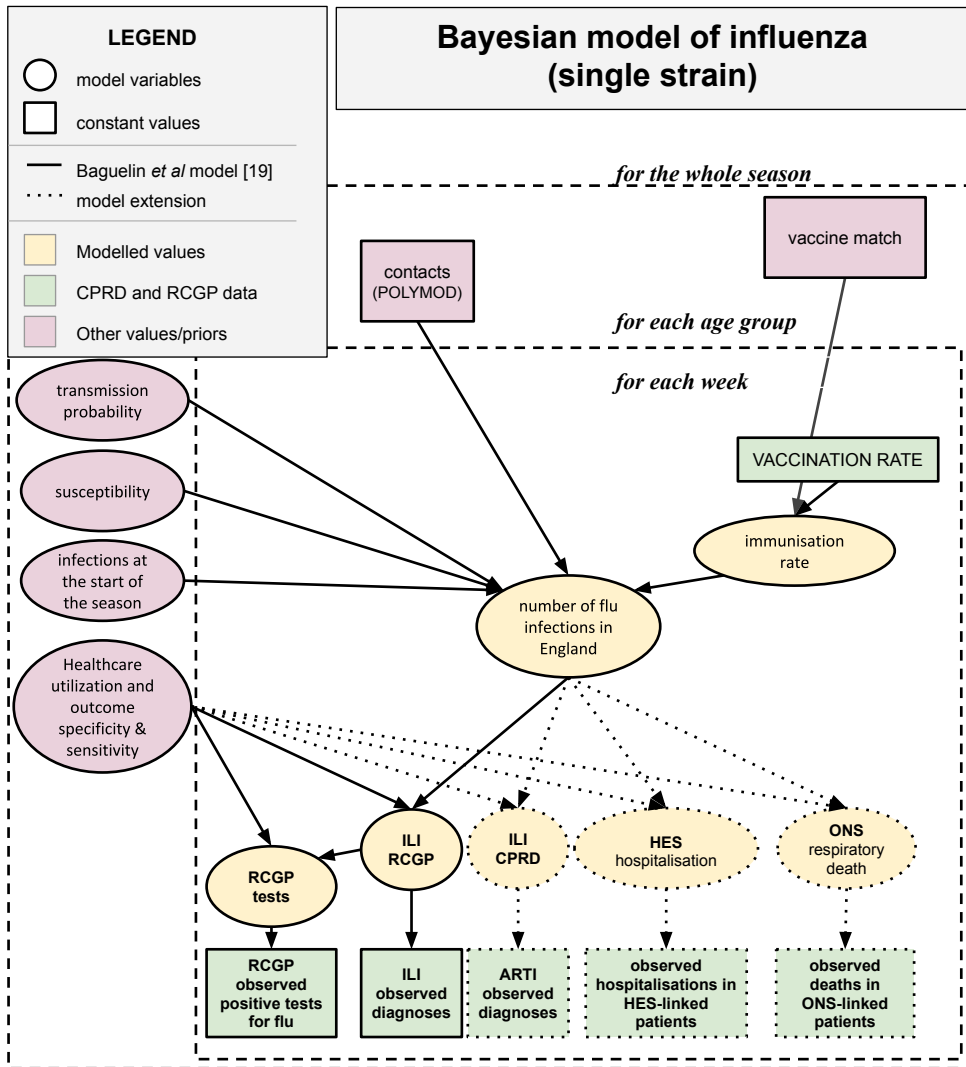 LEGEND
model variables
constant values
Baguelin et al model [19]
model extension
Modelled values
CPRD and RCGP data
Other values/priors
Bayesian model of influenza
(single strain)
for the whole season
vaccine match
contacts
(POLYMOD)
for each age group
for each week
transmission
probability
VACCINATION RATE
susceptibility
immunisation
rate
infections at
the start of
the season
number of flu
infections in
England
Healthcare
utilization and
outcome
specificity &
sensitivity
RCGP
tests
ILI
RCGP
ILI
CPRD
HES
hospitalisation
ONS
respiratory
death
RCGP
observed
positive tests
for flu
ILI
observed
diagnoses
ARTI
observed
diagnoses
observed
hospitalisations in
HES-linked
patients
observed
deaths in
ONS-linked
patients